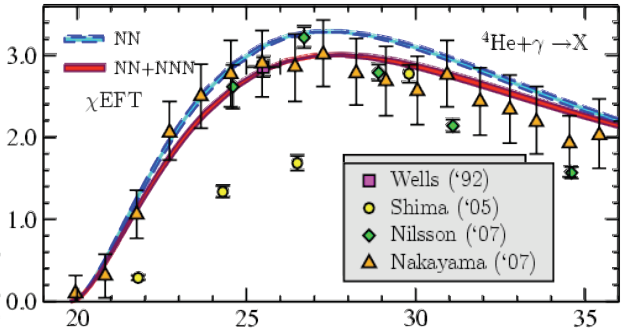 NN
NN+NNN
χEFT
⁴He+γ →X
3.0
2.0
1.0
0.0
Wells (‘92)
Shima (‘05)
Nilsson (‘07)
Nakayama (‘07)
20 25 30 35